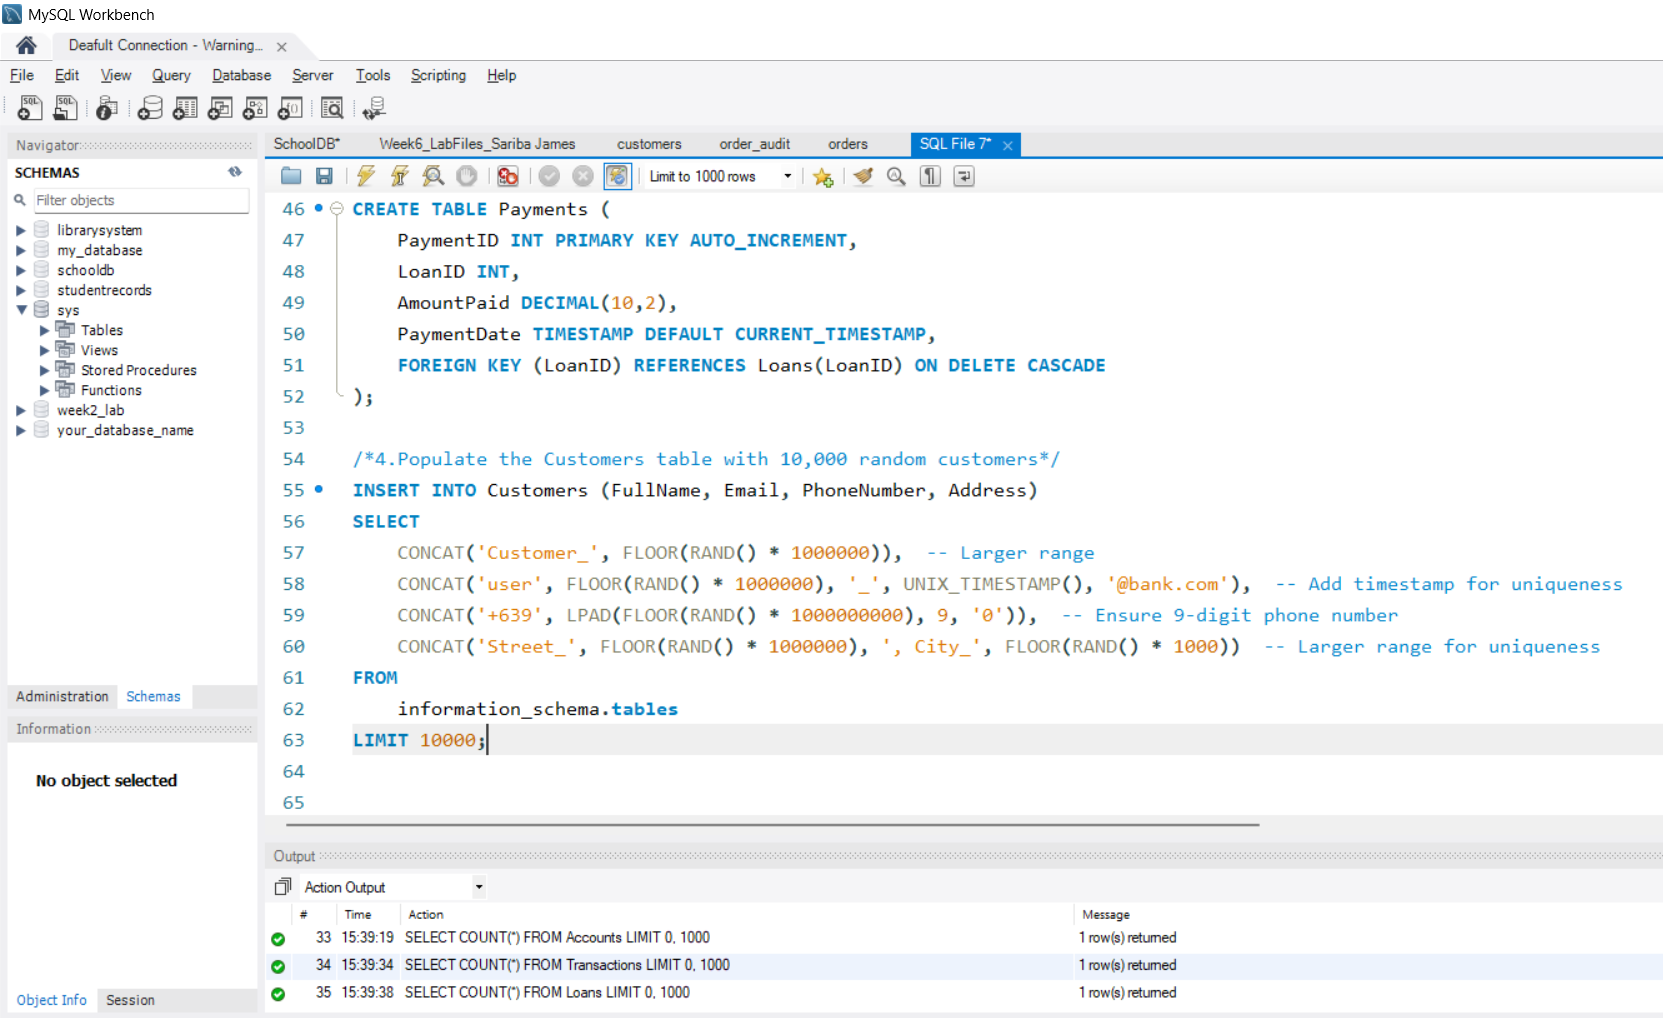 MySQL Workbench
Deafult Connection - Warning...
File Edit View Query Database Server Tools Scripting Help
Navigator
SCHEMAS
Filter objects
librarysystem
my_database
schooldb
studentrecords
sys
Tables
Views
Stored Procedures
Functions
week2_lab
your_database_name
Administration Schemas
Information
No object selected
Object Info Session
SchoolDB* Week6_LabFiles_Sariba James customers order_audit orders SQL File 7*
Limit to 1000 rows
46 CREATE TABLE Payments (
47 PaymentID INT PRIMARY KEY AUTO_INCREMENT,
48 LoanID INT,
49 AmountPaid DECIMAL(10,2),
50 PaymentDate TIMESTAMP DEFAULT CURRENT_TIMESTAMP,
51 FOREIGN KEY (LoanID) REFERENCES Loans(LoanID) ON DELETE CASCADE
52 );
53
54 /*4.Populate the Customers table with 10,000 random customers*/
55 INSERT INTO Customers (FullName, Email, PhoneNumber, Address)
56 SELECT
57 CONCAT('Customer_', FLOOR(RAND() * 1000000)), -- Larger range
58 CONCAT('user', FLOOR(RAND() * 1000000), '_', UNIX_TIMESTAMP(), '@bank.com'), -- Add timestamp for uniqueness
59 CONCAT('+639', LPAD(FLOOR(RAND() * 1000000000), 9, '0')), -- Ensure 9-digit phone number
60 CONCAT('Street_', FLOOR(RAND() * 1000000), ', City_', FLOOR(RAND() * 1000)) -- Larger range for uniqueness
61 FROM
62 information_schema.tables
63 LIMIT 10000;
64
65
Output
Action Output
# Time Action Message
33 15:39:19 SELECT COUNT(*) FROM Accounts LIMIT 0, 1000 1 row(s) returned
34 15:39:34 SELECT COUNT(*) FROM Transactions LIMIT 0, 1000 1 row(s) returned
35 15:39:38 SELECT COUNT(*) FROM Loans LIMIT 0, 1000 1 row(s) returned